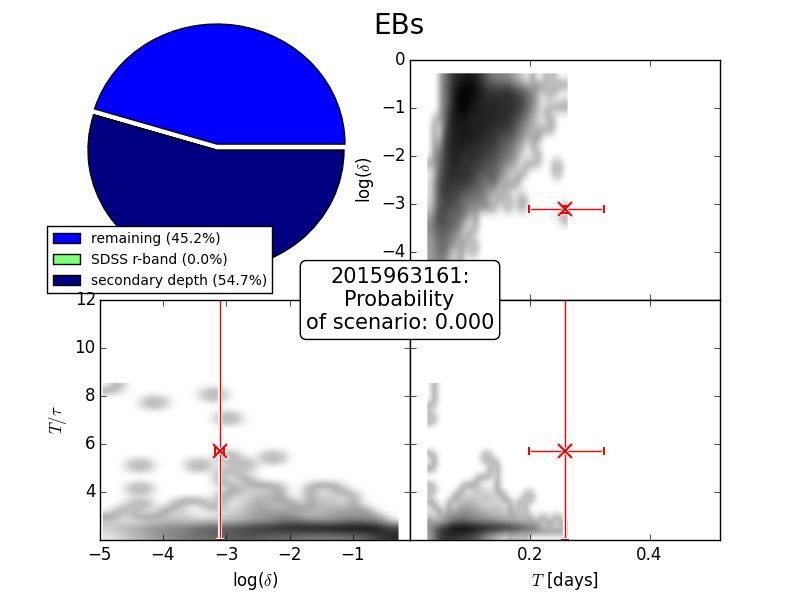 EBs
remaining (45.2%)
SDSS r-band (0.0%)
secondary depth (54.7%)
0
−1
−2
−3
−4
log(δ)
2015963161:
Probability
of scenario: 0.000
12
10
8
6
4
T/τ
−5
−4
−3
−2
−1
log(δ)
0.2
0.4
T [days]